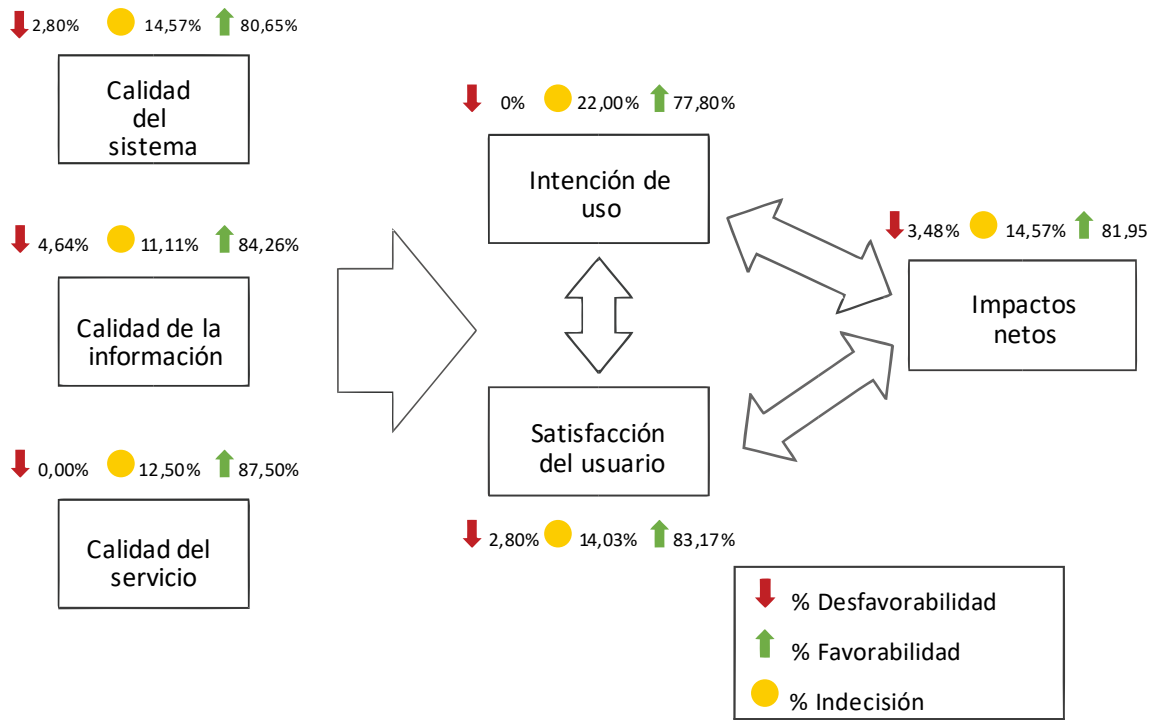 2,80% 14,57% 80,65%
Calidad
del
sistema
4,64% 11,11% 84,26%
Calidad de la
información
0,00% 12,50% 87,50%
Calidad del
servicio
0% 22,00% 77,80%
Intención de
uso
Satisfacción
del usuario
2,80% 14,03% 83,17%
3,48% 14,57% 81,95
Impactos
netos
% Desfavorabilidad
% Favorabilidad
% Indecisión